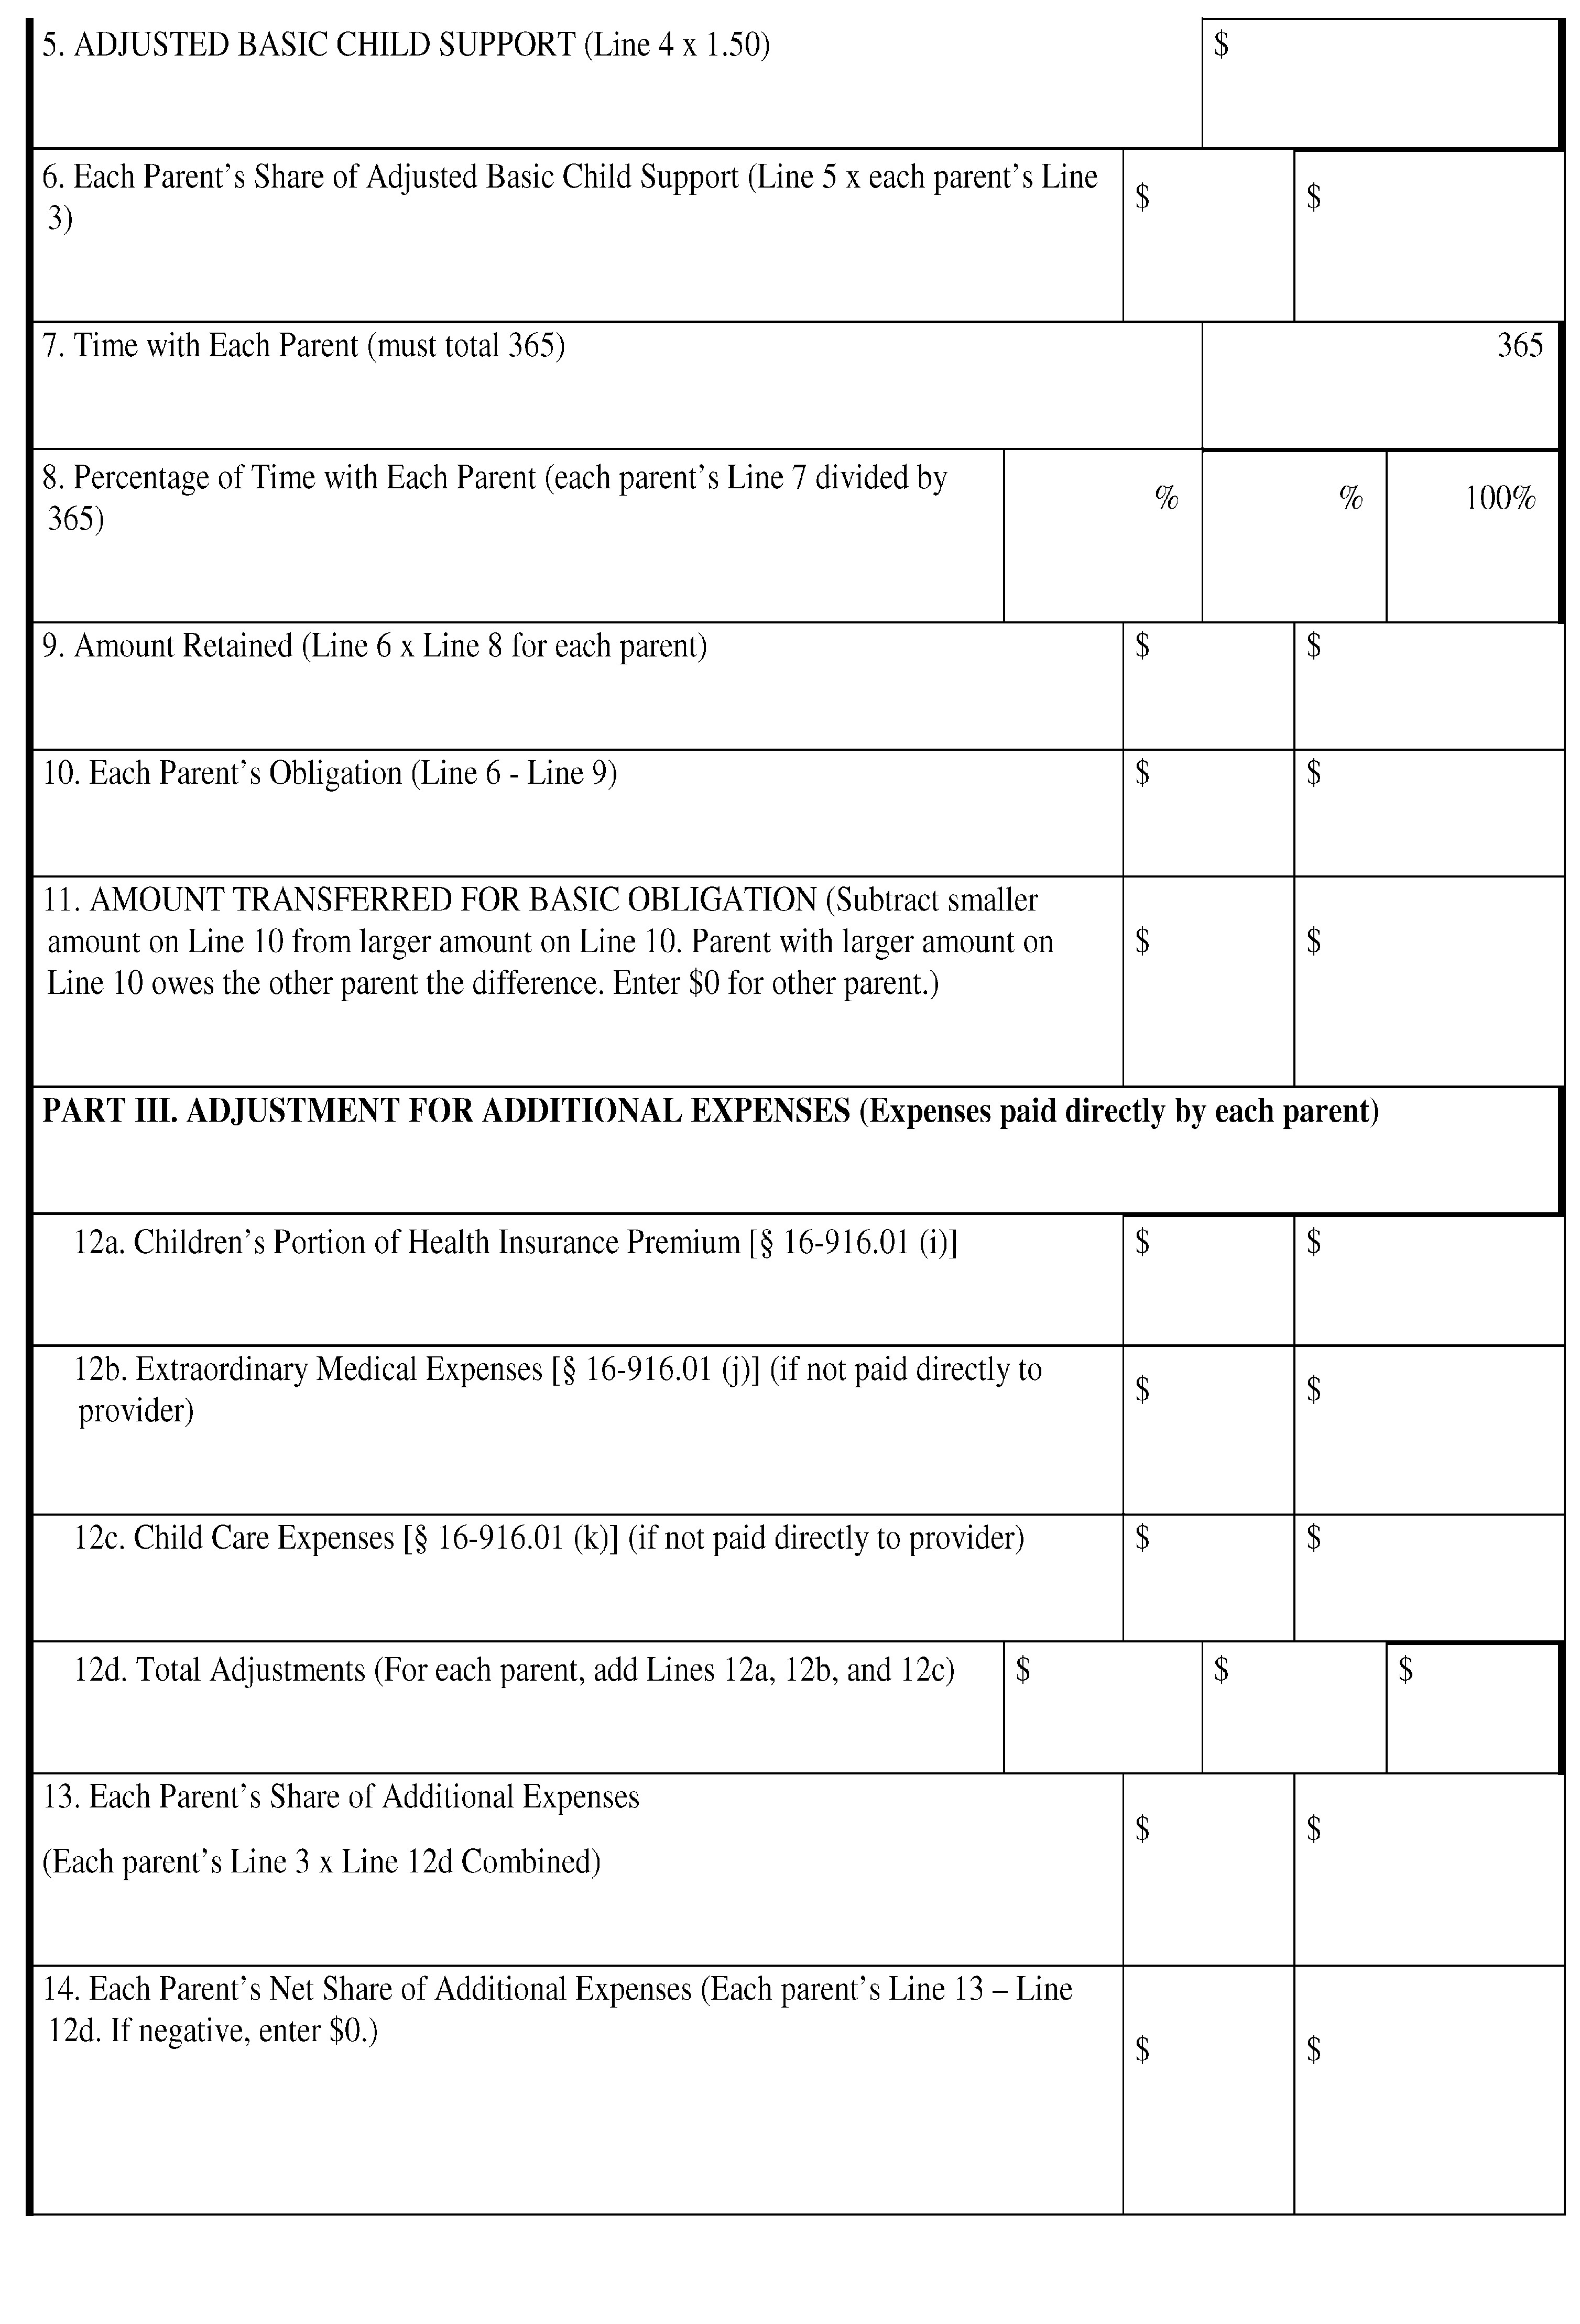 5. ADJUSTED BASIC CHILD SUPPORT (Line 4 x 1.50) $
6. Each Parent’s Share of Adjusted Basic Child Support (Line 5 x each parent’s Line
3) $ $
7. Time with Each Parent (must total 365) 365
8. Percentage of Time with Each Parent (each parent’s Line 7 divided by
365) % % 100%
9. Amount Retained (Line 6 x Line 8 for each parent) $ $
10. Each Parent’s Obligation (Line 6 - Line 9) $ $
11. AMOUNT TRANSFERRED FOR BASIC OBLIGATION (Subtract smaller
amount on Line 10 from larger amount on Line 10. Parent with larger amount on $ $
Line 10 owes the other parent the difference. Enter $0 for other parent.)
PART III. ADJUSTMENT FOR ADDITIONAL EXPENSES (Expenses paid directly by each parent)
12a. Children’s Portion of Health Insurance Premium [§ 16-916.01 (i)] $ $
12b. Extraordinary Medical Expenses [§ 16-916.01 (j)] (if not paid directly to
provider) $ $
12c. Child Care Expenses [§ 16-916.01 (k)] (if not paid directly to provider) $ $
12d. Total Adjustments (For each parent, add Lines 12a, 12b, and 12c) $ $ $
13. Each Parent’s Share of Additional Expenses
$ $
(Each parent’s Line 3 x Line 12d Combined)
14. Each Parent’s Net Share of Additional Expenses (Each parent’s Line 13 – Line
12d. If negative, enter $0.)
$ $